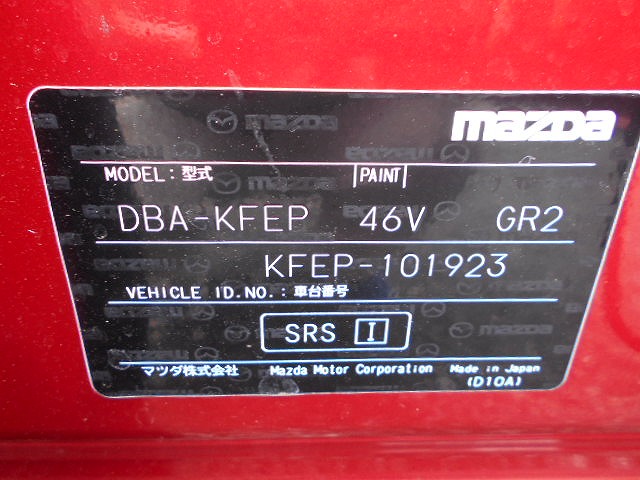 mazda
MODEL: 型式 PAINT
DBA-KFEP 46V GR2
KFEP-101923
VEHICLE ID.NO.: 車台番号
SRS I
マツダ株式会社 Mazda Motor Corporation Made in Japan
(D10A)